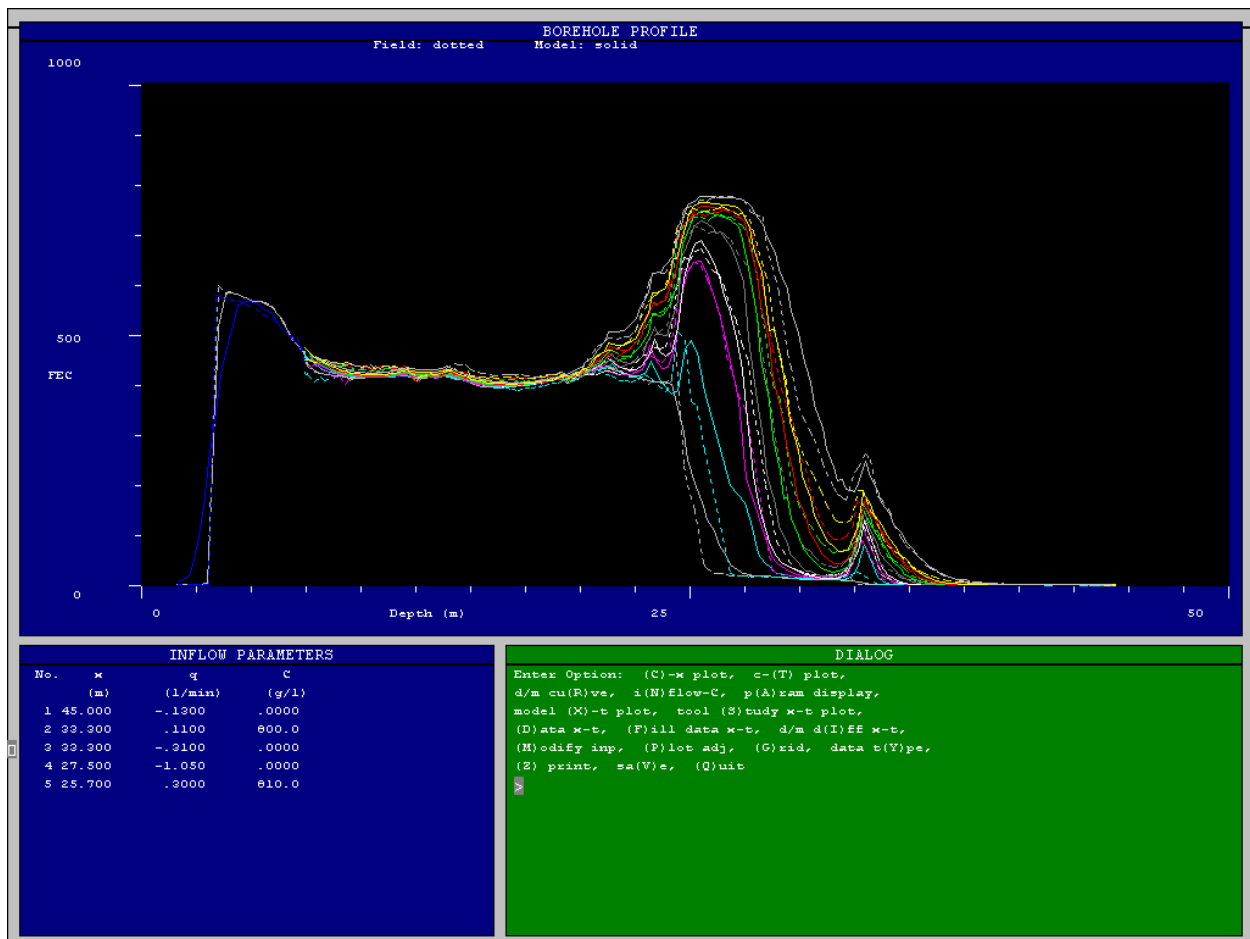 BOREHOLE PROFILE
Field: dotted Model: solid
1000
500
FEC
0
0 Depth (m) 25 50
INFLOW PARAMETERS
No. x q C
(m) (l/min) (g/l)
1 45.000 -.1300 .0000
2 33.300 .1100 800.0
3 33.300 -.3100 .0000
4 27.500 -1.050 .0000
5 25.700 .3000 810.0
DIALOG
Enter Option: (C)-x plot, c-(T) plot,
d/m cu(R)ve, i(N)flow-C, p(A)ram display,
model (X)-t plot, tool (S)tudy x-t plot,
(D)ata x-t, (F)ill data x-t, d/m d(I)ff x-t,
(M)odify inp, (P)lot adj, (G)rid, data t(Y)pe,
(Z) print, sa(V)e, (Q)uit
>